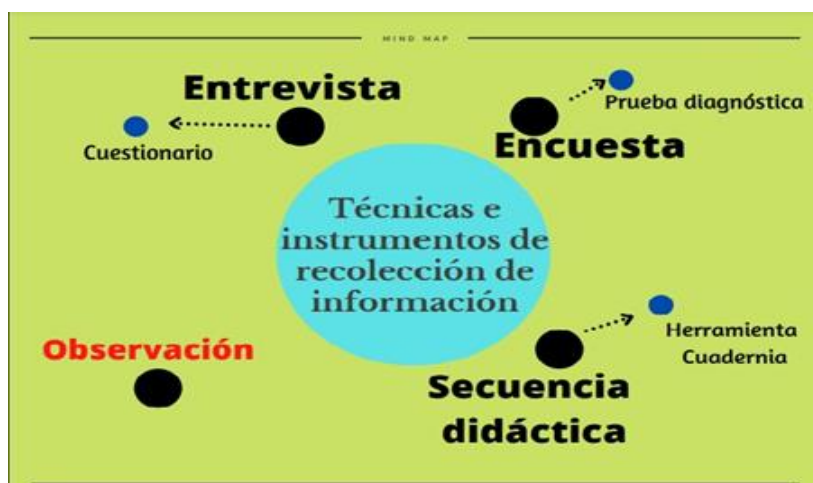 MIND MAP
Entrevista
Cuestionario
Prueba diagnóstica
Encuesta
Técnicas e
instrumentos de
recolección de
información
Observación
Herramienta
Cuadernia
Secuencia
didáctica